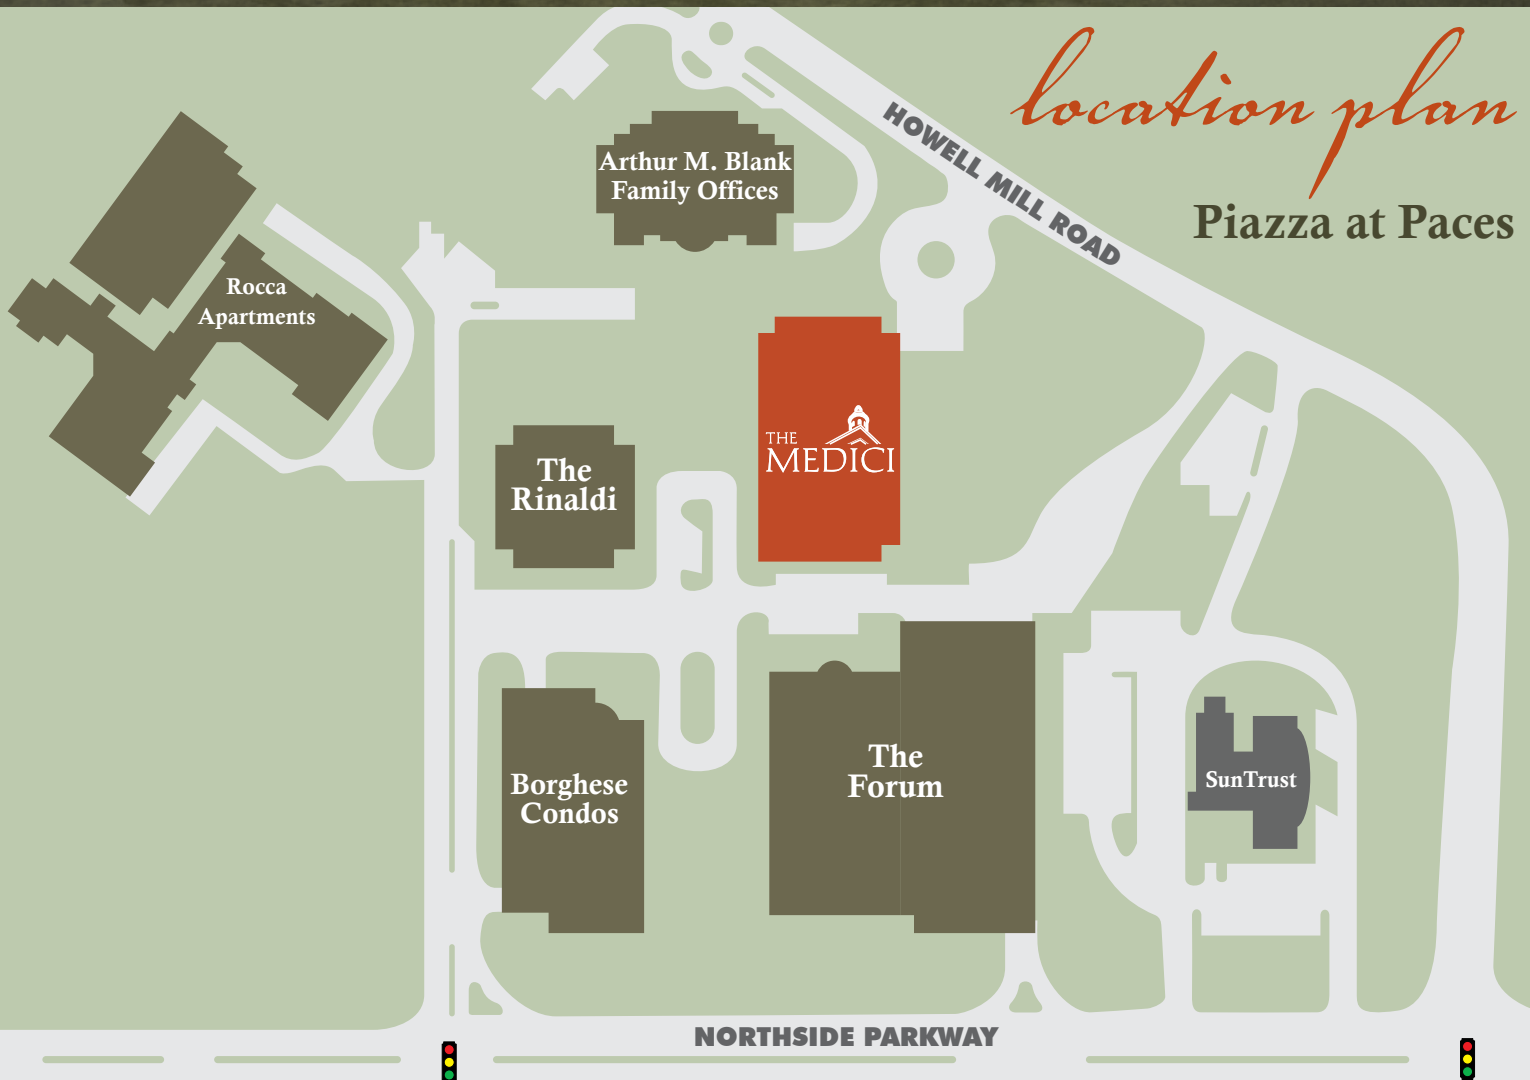 location plan
Piazza at Paces
HOWELL MILL ROAD
Arthur M. Blank
Family Offices
Rocca
Apartments
THE
MEDICI
The
Rinaldi
Borghese
Condos
The
Forum
SunTrust
NORTHSIDE PARKWAY